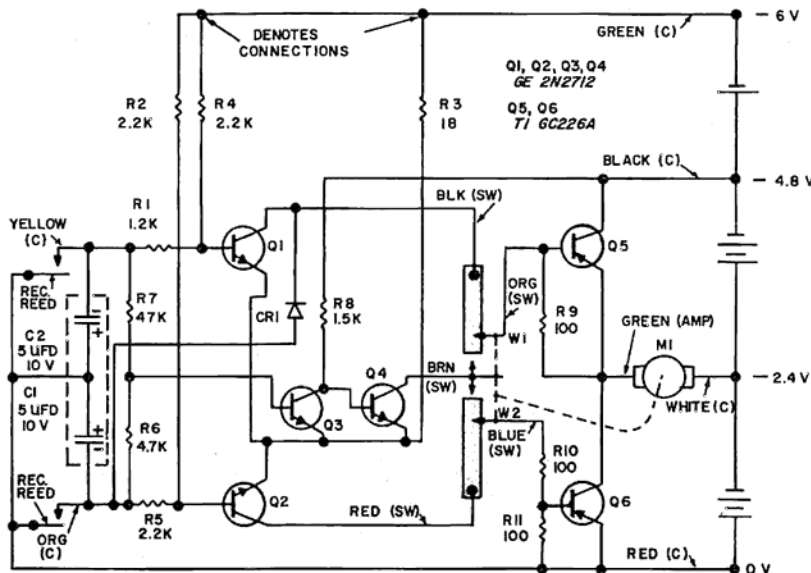 DENOTES
CONNECTIONS
GREEN (C)
— 6 V
Q1, Q2, Q3, Q4
GE 2N2712
Q5, Q6
TI GC226A
R2
2.2K
R4
2.2K
R3
18
BLACK (C)
— 4.8 V
R1
1.2K
YELLOW
(C)
BLK (SW)
Q1
Q5
REC. REED
R7
47K
CR1
R8
1.5K
ORG
(SW)
W1
R9
100
GREEN (AMP)
M1
C2
5 UFD
10 V
Q4
BRN
(SW)
— 2.4 V
WHITE (C)
C1
5 UFD
10 V
Q3
W2
BLUE
(SW)
R6
4.7K
R10
100
REC.
REED
Q2
Q6
R5
2.2K
ORG
(C)
RED (SW)
R11
100
RED (C)
0 V